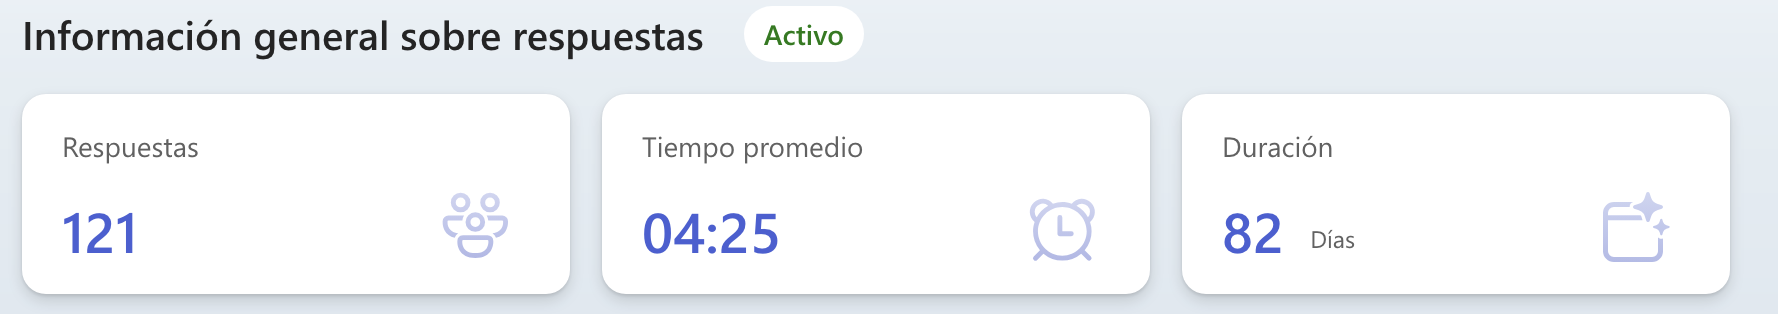 Información general sobre respuestas
Activo
Respuestas
121
Tiempo promedio
04:25
Duración
82 Días